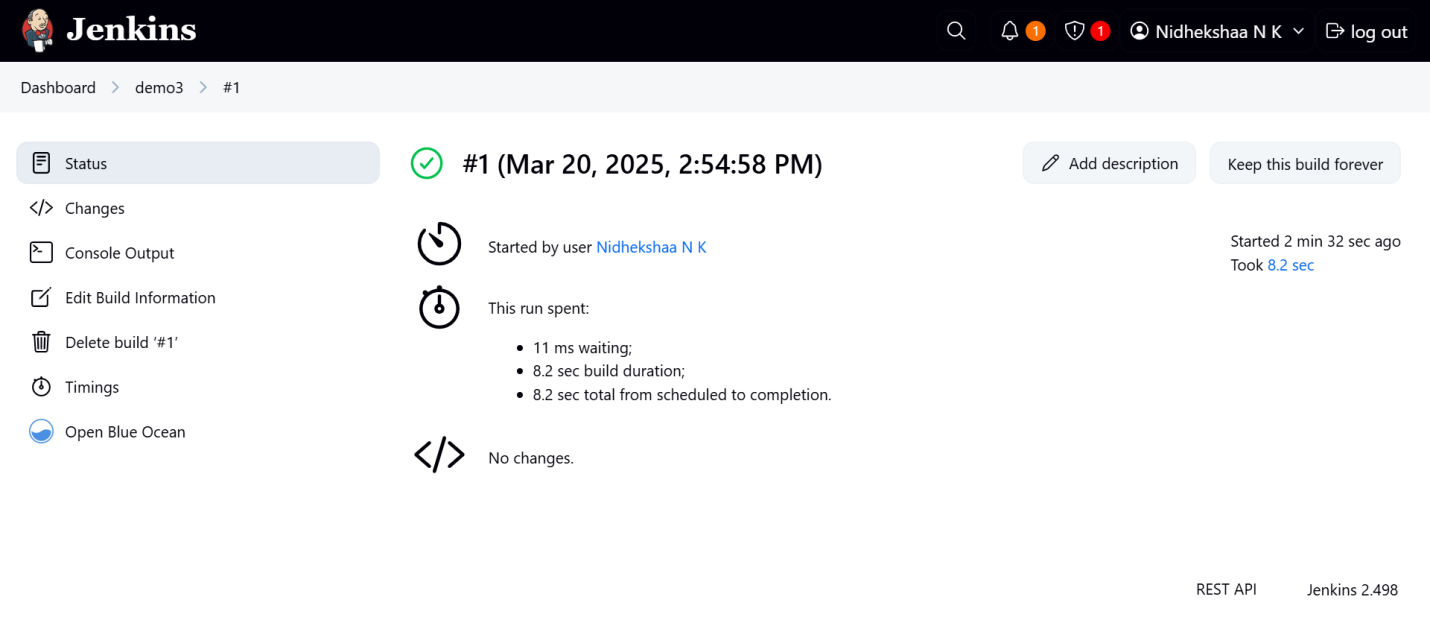 Jenkins
1
1
Nidhekshaa N K
log out
Dashboard
demo3
#1
Status
Changes
Console Output
Edit Build Information
Delete build ‘#1’
Timings
Open Blue Ocean
#1 (Mar 20, 2025, 2:54:58 PM)
Add description
Keep this build forever
Started by user Nidhekshaa N K
Started 2 min 32 sec ago
Took 8.2 sec
This run spent:
11 ms waiting;
8.2 sec build duration;
8.2 sec total from scheduled to completion.
No changes.
REST API
Jenkins 2.498